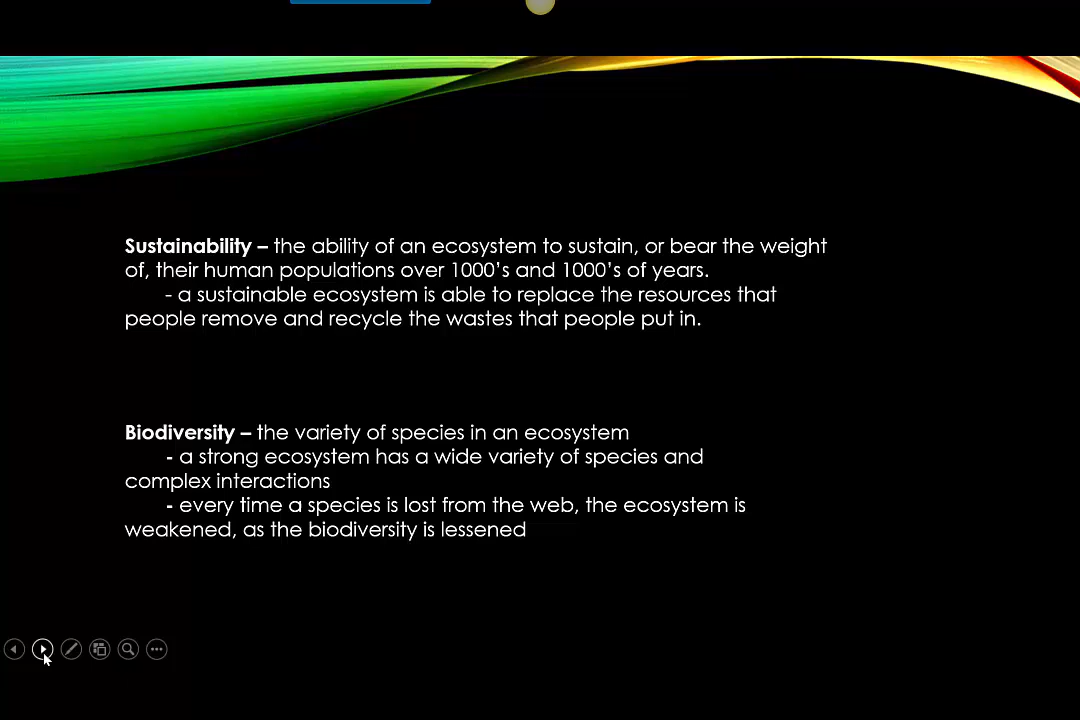 Sustainability – the ability of an ecosystem to sustain, or bear the weight
of, their human populations over 1000's and 1000's of years.
- a sustainable ecosystem is able to replace the resources that
people remove and recycle the wastes that people put in.
Biodiversity – the variety of species in an ecosystem
- a strong ecosystem has a wide variety of species and
complex interactions
- every time a species is lost from the web, the ecosystem is
weakened, as the biodiversity is lessened